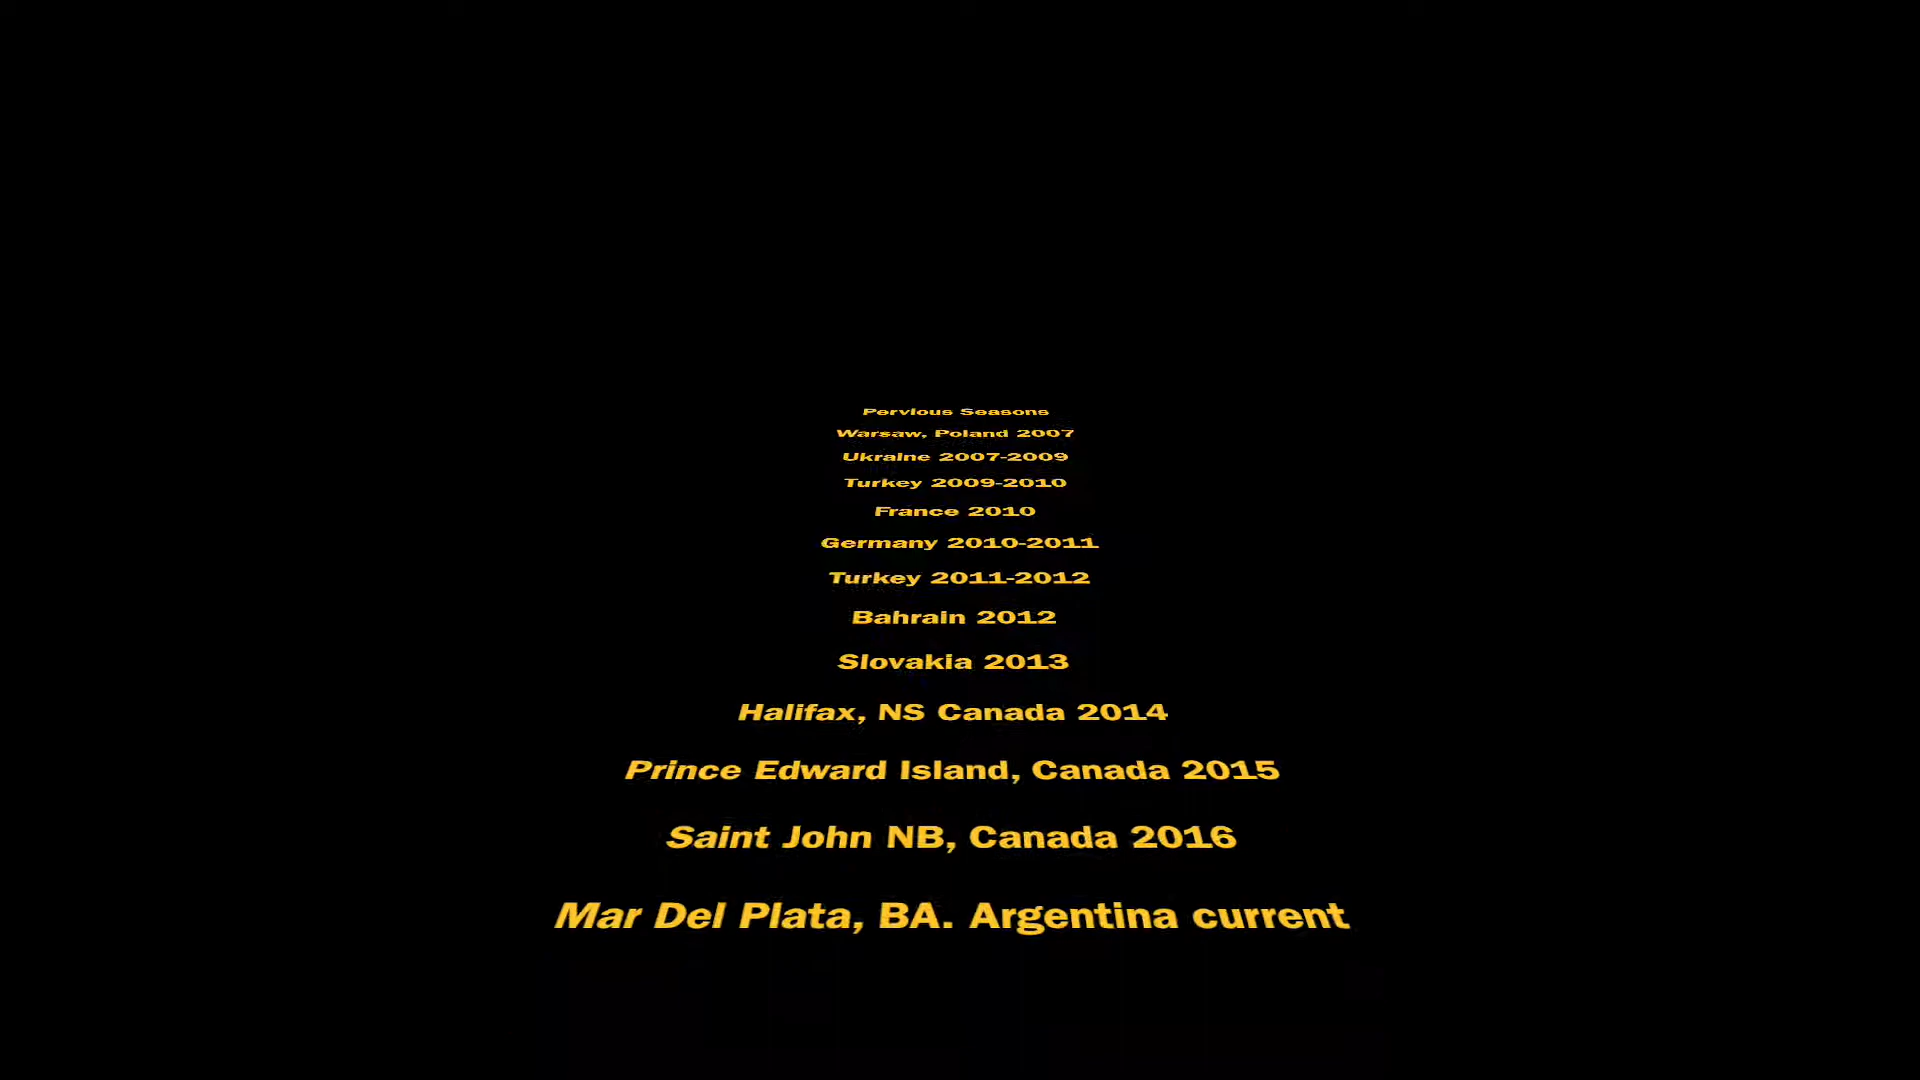 Pervious Seasons
Warsaw, Poland 2007
Ukraine 2007-2009
Turkey 2009-2010
France 2010
Germany 2010-2011
Turkey 2011-2012
Bahrain 2012
Slovakia 2013
Halifax, NS Canada 2014
Prince Edward Island, Canada 2015
Saint John NB, Canada 2016
Mar Del Plata, BA. Argentina current